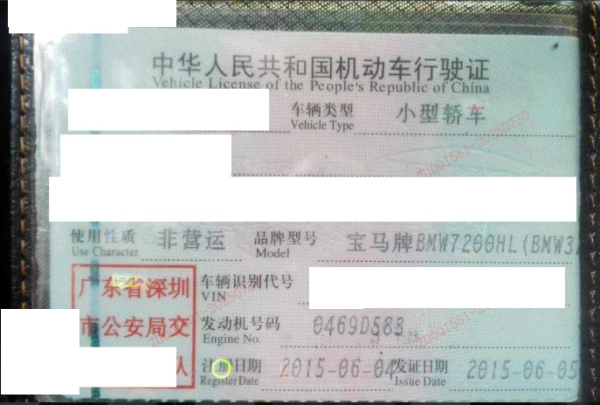 中华人民共和国机动车行驶证
Vehicle License of the People's Republic of China
车辆类型 小型轿车
Vehicle Type
使用性质 非营运 品牌型号 宝马牌BMW7200HL(BMW3
Use Character Model
广东省深圳
市公安局交
队
车辆识别代号
VIN
发动机号码 0469D583
Engine No.
注册日期 2015-06-04 发证日期 2015-06-05
Register Date Issue Date